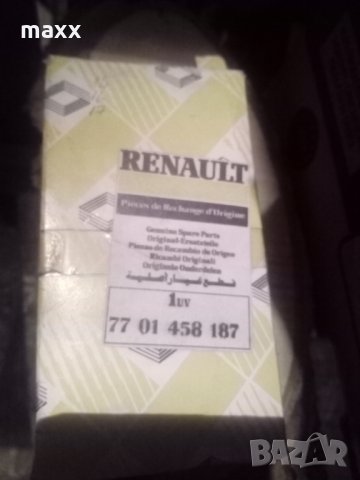 maxx
RENAULT
Pièces de Rechange d'Origine
Genuine Spare Parts
Original-Ersatzteile
Piezas de Recambio de Origen
Ricambi Originali
Originele Onderdelen
قطع غيار أصلية
1UV
77 01 458 187
BAZAR